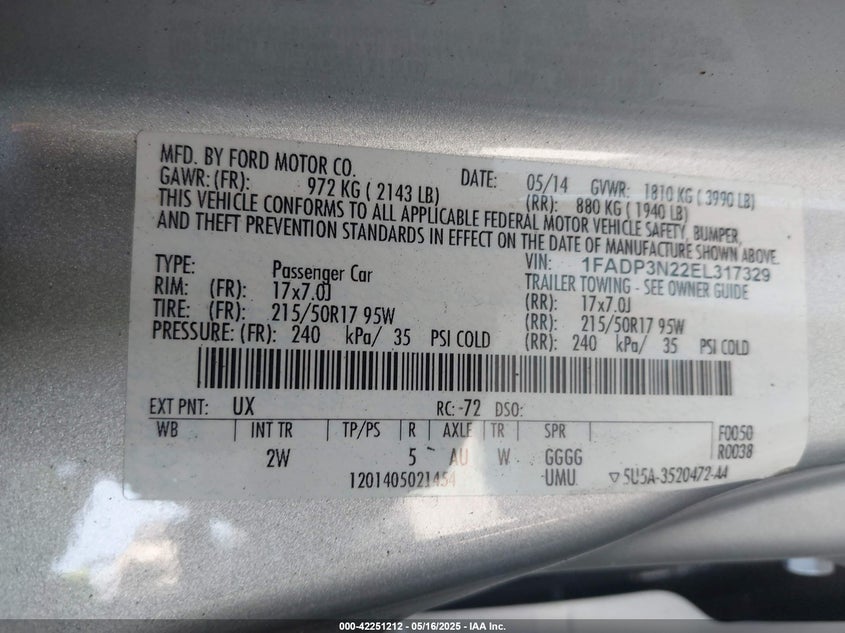 MFD. BY FORD MOTOR CO. DATE: 05/14 GVWR: 1810 KG ( 3990 LB)
GAWR: (FR): 972 KG ( 2143 LB) (RR): 880 KG ( 1940 LB)
THIS VEHICLE CONFORMS TO ALL APPLICABLE FEDERAL MOTOR VEHICLE SAFETY, BUMPER,
AND THEFT PREVENTION STANDARDS IN EFFECT ON THE DATE OF MANUFACTURE SHOWN ABOVE.
VIN: 1FADP3N22EL317329
TYPE: Passenger Car TRAILER TOWING - SEE OWNER GUIDE
RIM: (FR): 17x7.0J (RR): 17x7.0J
TIRE: (FR): 215/50R17 95W (RR): 215/50R17 95W
PRESSURE: (FR): 240 kPa/ 35 PSI COLD (RR): 240 kPa/ 35 PSI COLD
EXT PNT: UX RC: -72 DSO:
WB INT TR TP/PS R AXLE TR SPR F0050
2W 5 AU W GGGG R0038
1201405021454 -UMU ▽5U5A-3520472-AA
000-42251212 - 05/16/2025 - IAA Inc.